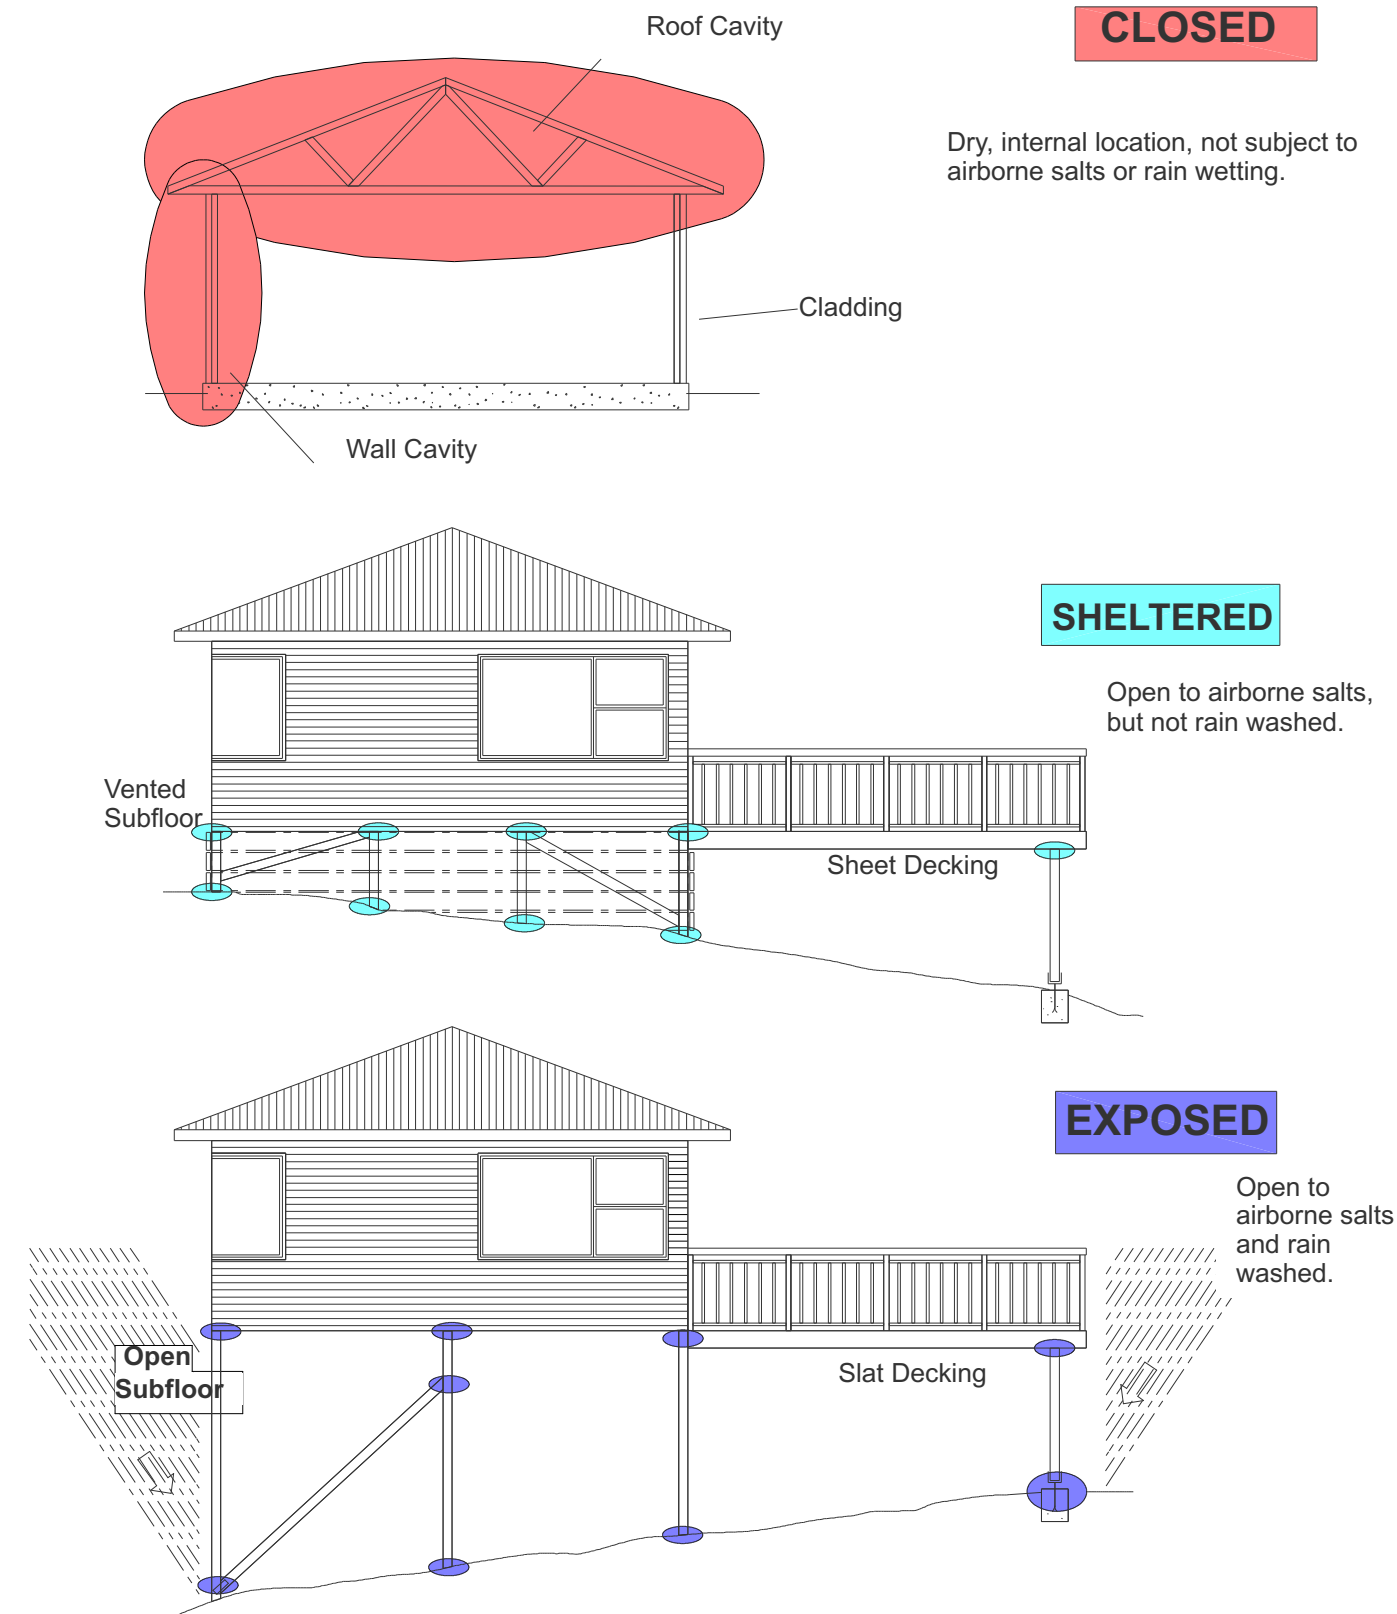 Roof Cavity
CLOSED
Dry, internal location, not subject to
airborne salts or rain wetting.
Cladding
Wall Cavity
SHELTERED
Open to airborne salts,
but not rain washed.
Vented
Subfloor
Sheet Decking
EXPOSED
Open to
airborne salts
and rain
washed.
Open
Subfloor
Slat Decking